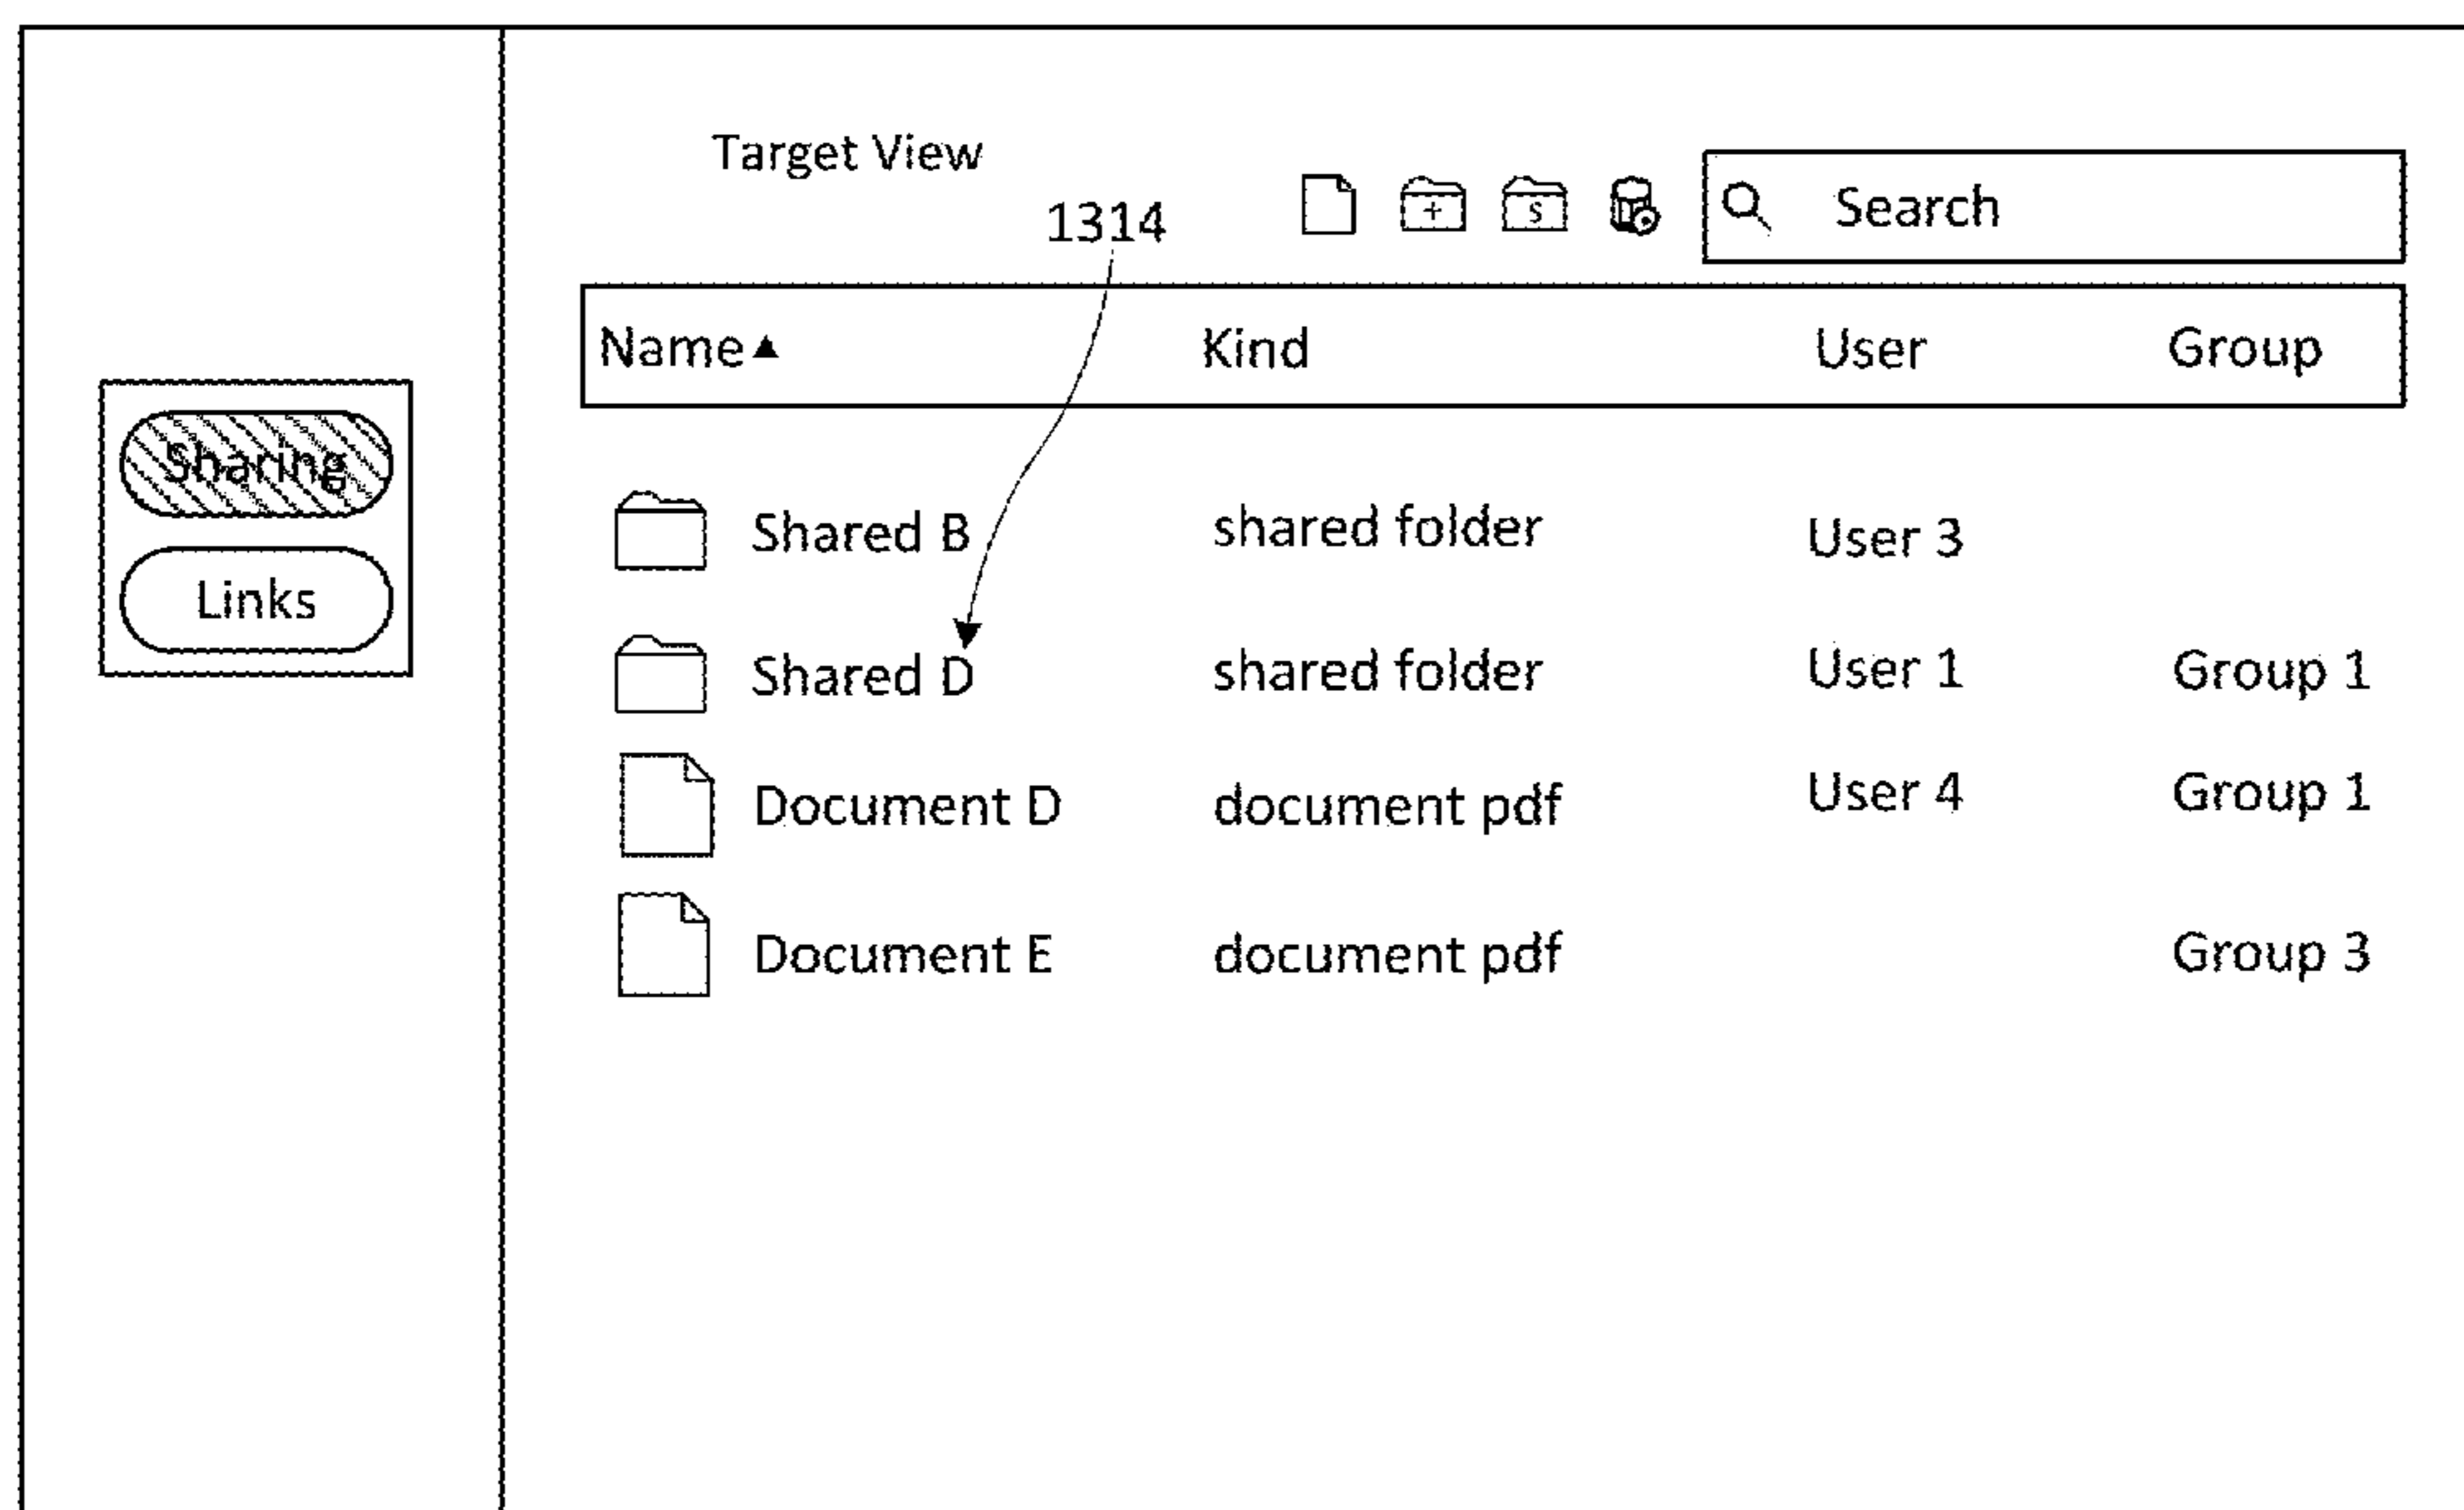 Target View
1314
+ S
Search
Name▲ Kind User Group
Sharing
Links
Shared B shared folder User 3
Shared D shared folder User 1 Group 1
Document D document pdf User 4 Group 1
Document E document pdf Group 3